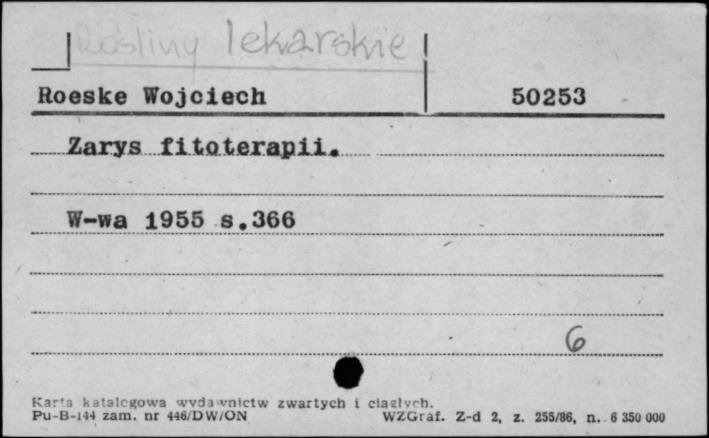 Rośliny lekarskie
Roeske Wojciech 50253
Zarys fitoterapii.
W-wa 1955 s.366
6
Karta katalogowa wydawnictw zwartych i ciągłych.
Pu-B-144 zam. nr 446/DW/ON WZGraf. Z-d 2, z. 255/86, n. 6 350 000